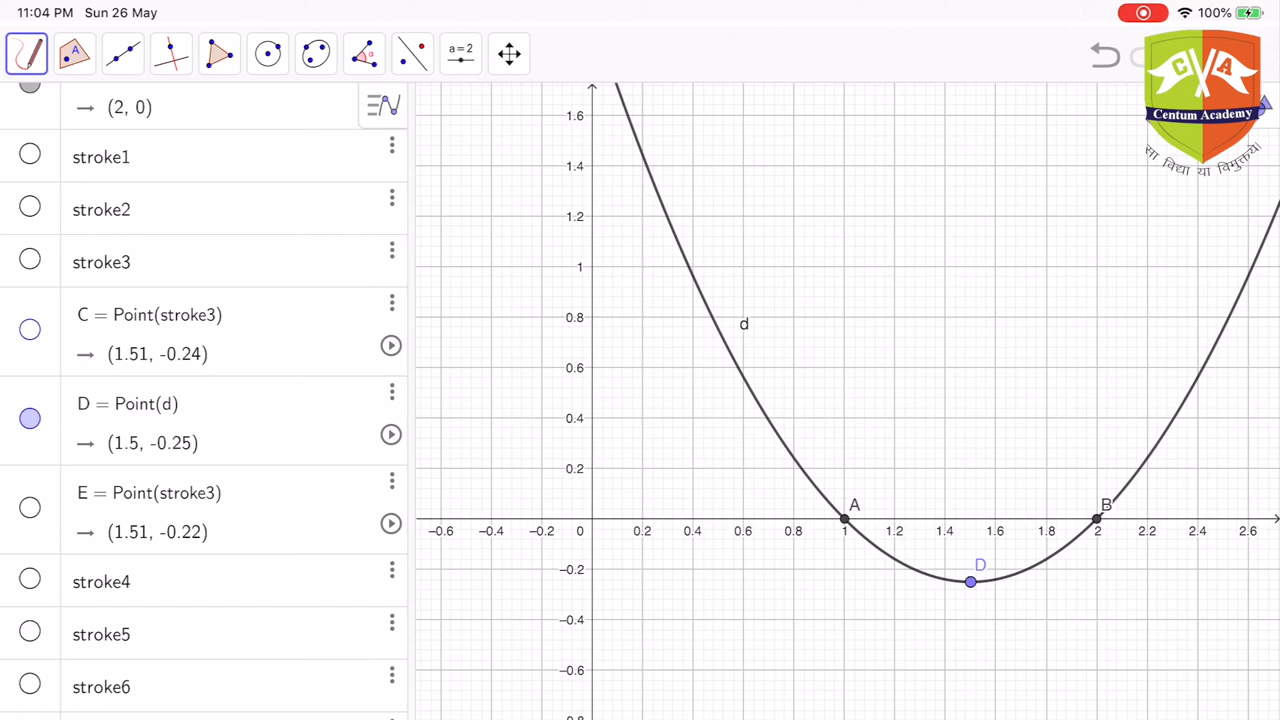 11:04 PM Sun 26 May
100%
a = 2
→ (2, 0)
stroke1
stroke2
stroke3
C = Point(stroke3)
→ (1.51, -0.24)
D = Point(d)
→ (1.5, -0.25)
E = Point(stroke3)
→ (1.51, -0.22)
stroke4
stroke5
stroke6
C A
Centum Academy
सा विद्या या विमुक्तये।
1.6
1.4
1.2
1
0.8
0.6
0.4
0.2
−0.2
−0.4
−0.6
0.8
−0.6 −0.4 −0.2 0 0.2 0.4 0.6 0.8 1 1.2 1.4 1.6 1.8 2 2.2 2.4 2.6
d
A
B
D